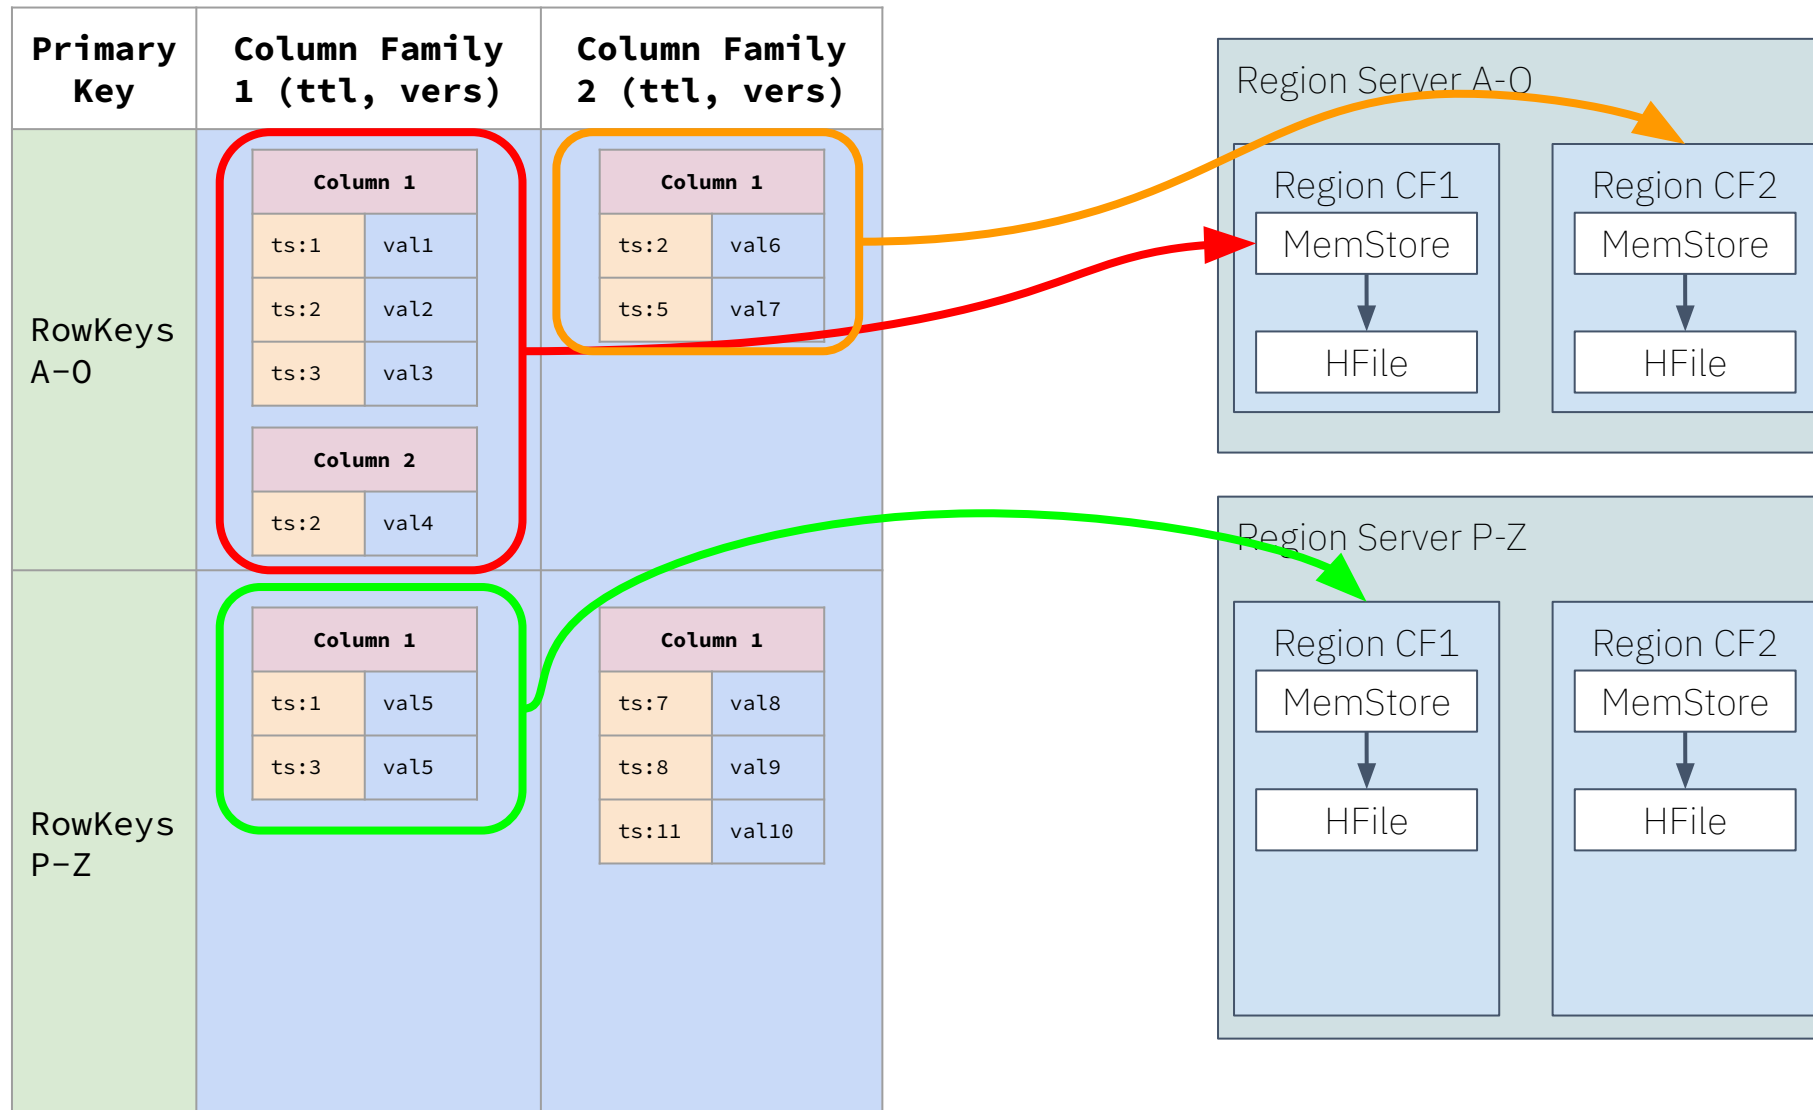 Primary
Key
Column Family
1 (ttl, vers)
Column Family
2 (ttl, vers)
RowKeys
A-O
Column 1
ts:1 val1
ts:2 val2
ts:3 val3
Column 2
ts:2 val4
Column 1
ts:2 val6
ts:5 val7
RowKeys
P-Z
Column 1
ts:1 val5
ts:3 val5
Column 1
ts:7 val8
ts:8 val9
ts:11 val10
Region Server A-O
Region CF1
MemStore
HFile
Region CF2
MemStore
HFile
Region Server P-Z
Region CF1
MemStore
HFile
Region CF2
MemStore
HFile